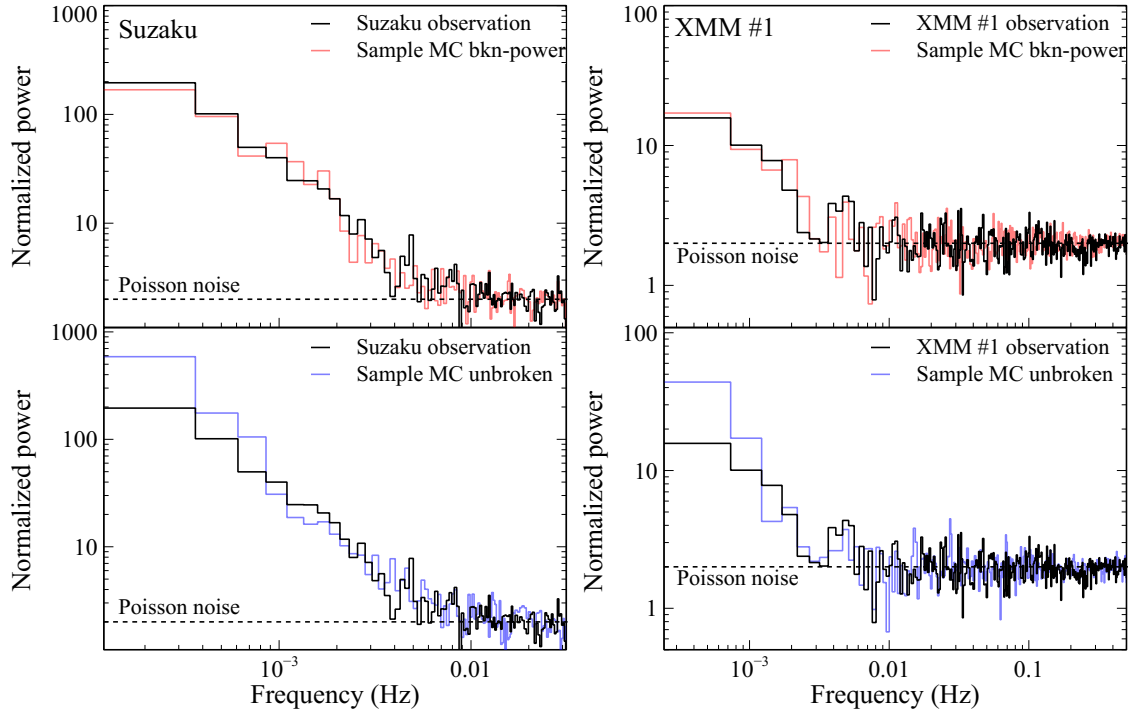 1000
Suzaku
Suzaku observation
Sample MC bkn-power
100
10
Normalized power
Poisson noise
1000
Suzaku observation
Sample MC unbroken
100
10
Normalized power
Poisson noise
10⁻³
0.01
Frequency (Hz)
100
XMM #1
XMM #1 observation
Sample MC bkn-power
10
1
Normalized power
Poisson noise
100
XMM #1 observation
Sample MC unbroken
10
1
Normalized power
Poisson noise
10⁻³
0.01
0.1
Frequency (Hz)